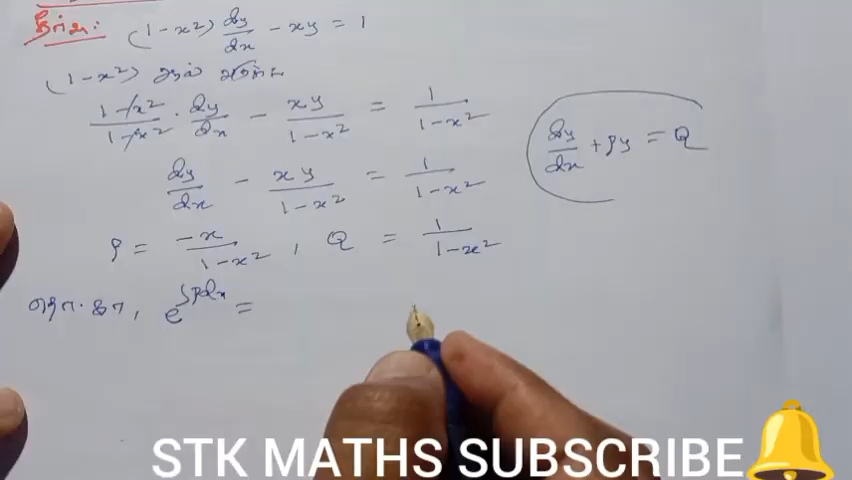 தீர்வு: (1-x²) dy/dx - xy = 1
(1-x²) ஆல் வகுக்க
1-x²/1-x² · dy/dx - xy/1-x² = 1/1-x²
dy/dx + Py = Q
dy/dx - xy/1-x² = 1/1-x²
P = -x/1-x² , Q = 1/1-x²
தொ.கா, e^∫Pdx =
STK MATHS SUBSCRIBE